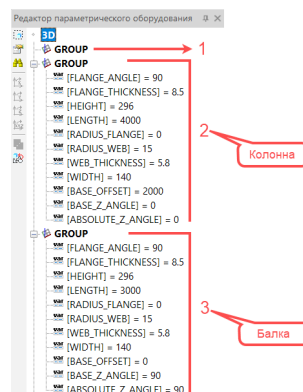 Редактор параметрического оборудования
3D
GROUP
1
GROUP
[FLANGE_ANGLE] = 90
[FLANGE_THICKNESS] = 8.5
[HEIGHT] = 296
[LENGTH] = 4000
[RADIUS_FLANGE] = 0
[RADIUS_WEB] = 15
[WEB_THICKNESS] = 5.8
[WIDTH] = 140
[BASE_OFFSET] = 2000
[BASE_Z_ANGLE] = 0
[ABSOLUTE_Z_ANGLE] = 0
2
Колонна
GROUP
[FLANGE_ANGLE] = 90
[FLANGE_THICKNESS] = 8.5
[HEIGHT] = 296
[LENGTH] = 3000
[RADIUS_FLANGE] = 0
[RADIUS_WEB] = 15
[WEB_THICKNESS] = 5.8
[WIDTH] = 140
[BASE_OFFSET] = 0
[BASE_Z_ANGLE] = 90
[ABSOLUTE_Z_ANGLE] = 90
3
Балка